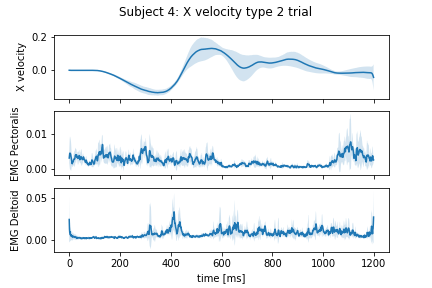 Subject 4: X velocity type 2 trial
X velocity
0.2
0.0
EMG Pectoralis
0.01
0.00
EMG Deltoid
0.05
0.00
0 200 400 600 800 1000 1200
time [ms]